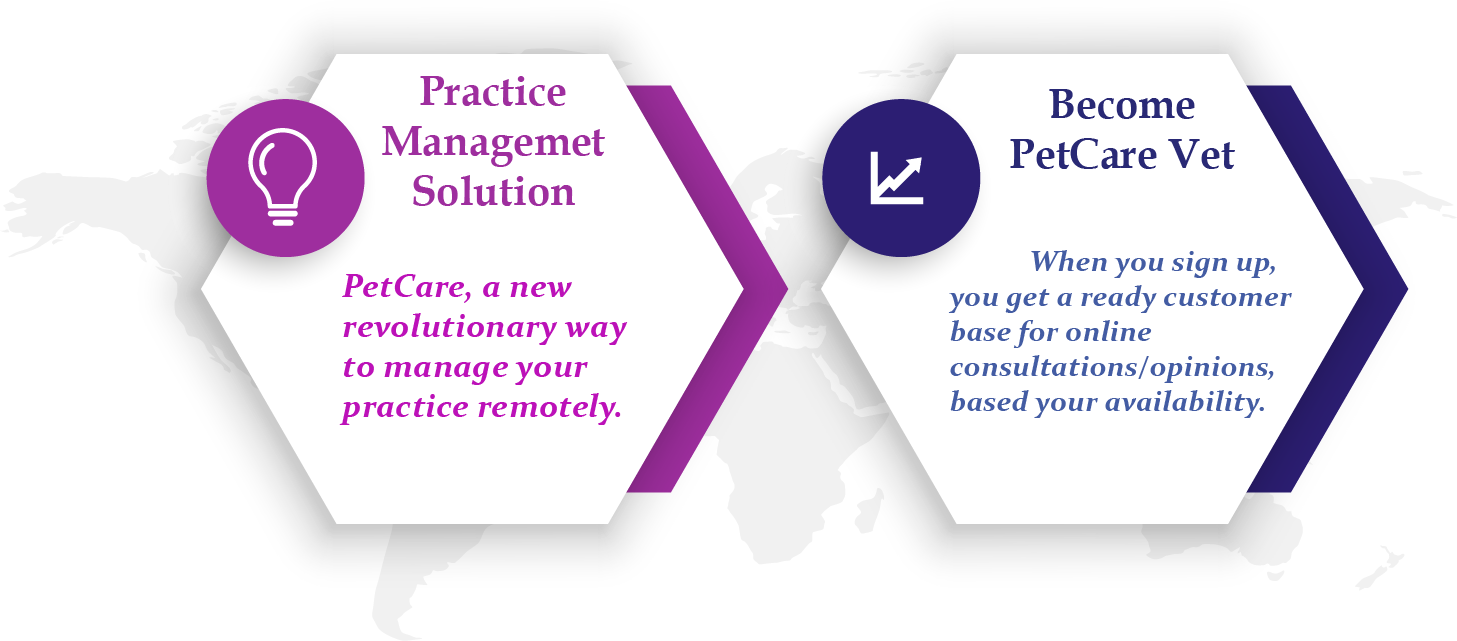 Practice
Managemet
Solution
PetCare, a new
revolutionary way
to manage your
practice remotely.
Become
PetCare Vet
When you sign up,
you get a ready customer
base for online
consultations/opinions,
based your availability.